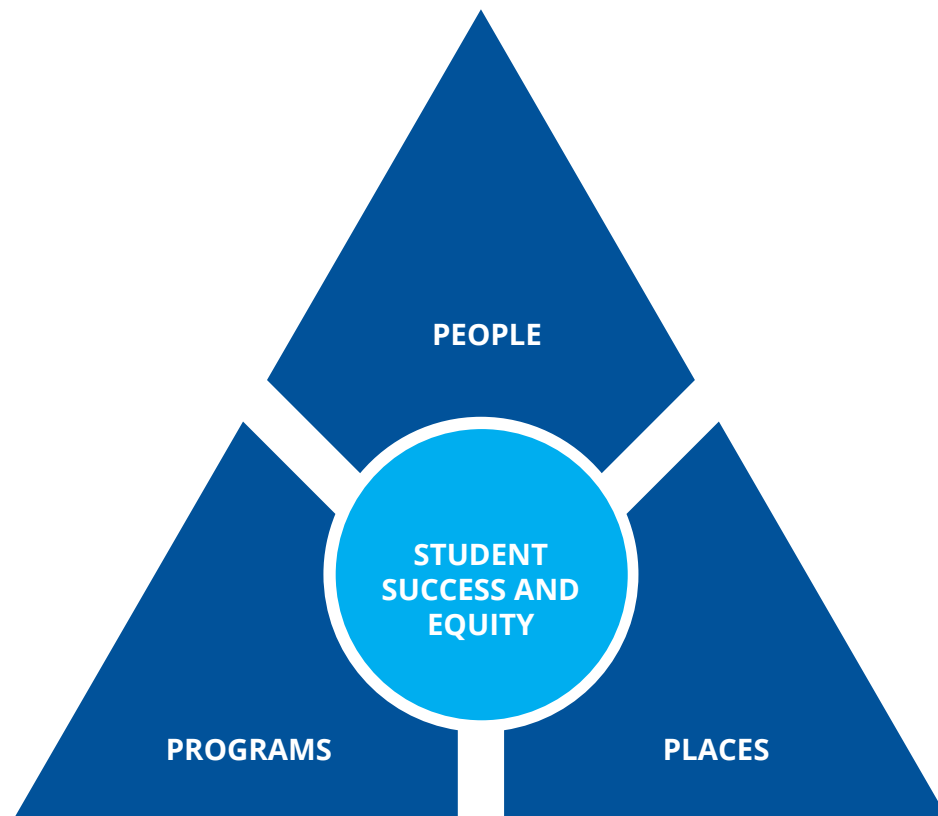 PEOPLE
STUDENT
SUCCESS AND
EQUITY
PROGRAMS
PLACES